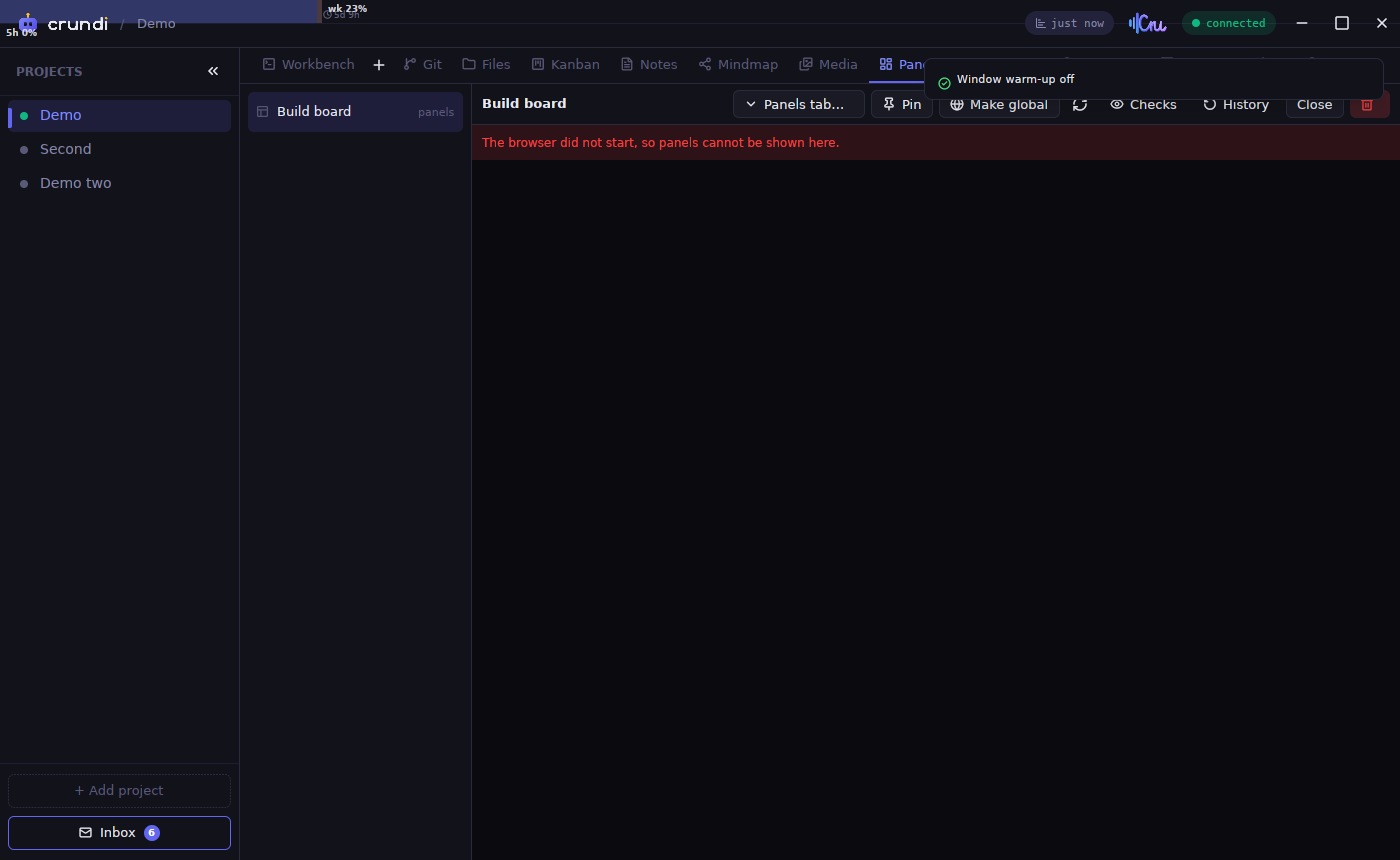 wk 23%
5d 9h
5h 0%
crundi / Demo
just now
Cru
connected
PROJECTS
Workbench
Git
Files
Kanban
Notes
Mindmap
Media
Window warm-up off
Demo
Second
Demo two
Build board
panels
Build board
Panels tab...
Pin
Make global
Checks
History
Close
The browser did not start, so panels cannot be shown here.
+ Add project
Inbox 6